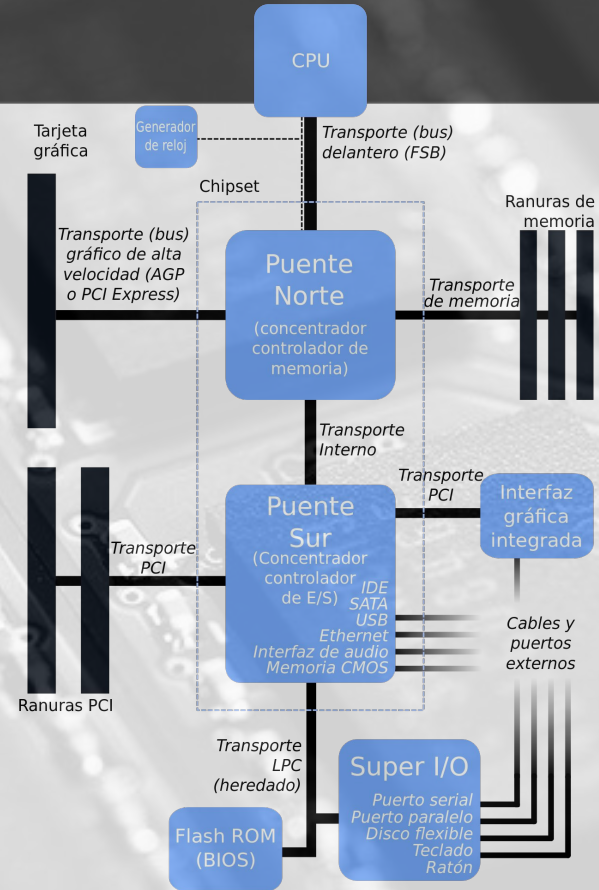 CPU
Tarjeta
gráfica
Generador
de reloj
Transporte (bus)
delantero (FSB)
Chipset
Ranuras de
memoria
Transporte (bus)
gráfico de alta
velocidad (AGP
o PCI Express)
Puente
Norte
(concentrador
controlador de
memoria)
Transporte
de memoria
Transporte
Interno
Transporte
PCI
Puente
Sur
(Concentrador
controlador
de E/S)
IDE
SATA
USB
Ethernet
Interfaz de audio
Memoria CMOS
Transporte
PCI
Interfaz
gráfica
integrada
Cables y
puertos
externos
Ranuras PCI
Transporte
LPC
(heredado)
Super I/O
Puerto serial
Puerto paralelo
Disco flexible
Teclado
Ratón
Flash ROM
(BIOS)